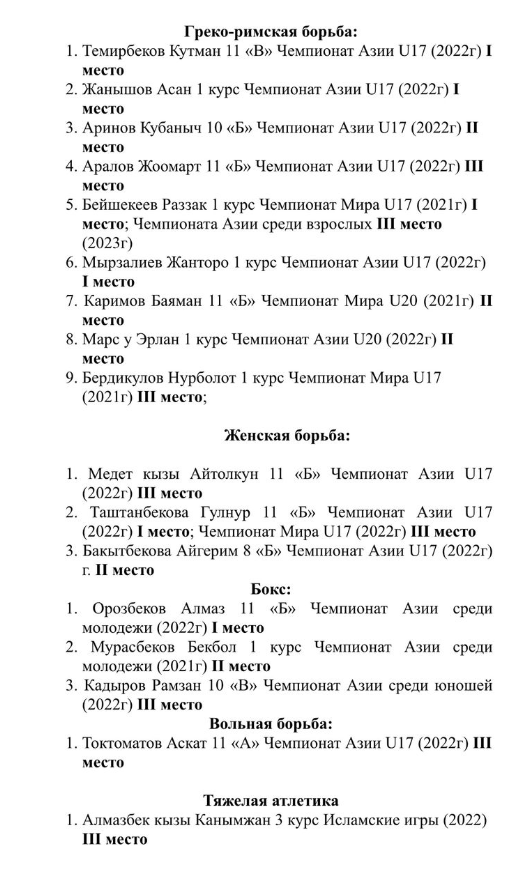 Греко-римская борьба:
1. Темирбеков Кутман 11 «В» Чемпионат Азии U17 (2022г) I
место
2. Жанышов Асан 1 курс Чемпионат Азии U17 (2022г) I
место
3. Аринов Кубаныч 10 «Б» Чемпионат Азии U17 (2022г) II
место
4. Аралов Жоомарт 11 «Б» Чемпионат Азии U17 (2022г) III
место
5. Бейшекеев Раззак 1 курс Чемпионат Мира U17 (2021г) I
место; Чемпионата Азии среди взрослых III место
(2023г)
6. Мырзалиев Жанторо 1 курс Чемпионат Азии U17 (2022г)
I место
7. Каримов Баяман 11 «Б» Чемпионат Мира U20 (2021г) II
место
8. Марс у Эрлан 1 курс Чемпионат Азии U20 (2022г) II
место
9. Бердикулов Нурболот 1 курс Чемпионат Мира U17
(2021г) III место;
Женская борьба:
1. Медет кызы Айтолкун 11 «Б» Чемпионат Азии U17
(2022г) III место
2. Таштанбекова Гулнур 11 «Б» Чемпионат Азии U17
(2022г) I место; Чемпионат Мира U17 (2022г) III место
3. Бакытбекова Айгерим 8 «Б» Чемпионат Азии U17 (2022г)
г. II место
Бокс:
1. Орозбеков Алмаз 11 «Б» Чемпионат Азии среди
молодежи (2022г) I место
2. Мурасбеков Бекбол 1 курс Чемпионат Азии среди
молодежи (2021г) II место
3. Кадыров Рамзан 10 «В» Чемпионат Азии среди юношей
(2022г) III место
Вольная борьба:
1. Токтоматов Аскат 11 «А» Чемпионат Азии U17 (2022г) III
место
Тяжелая атлетика
1. Алмазбек кызы Канымжан 3 курс Исламские игры (2022)
III место